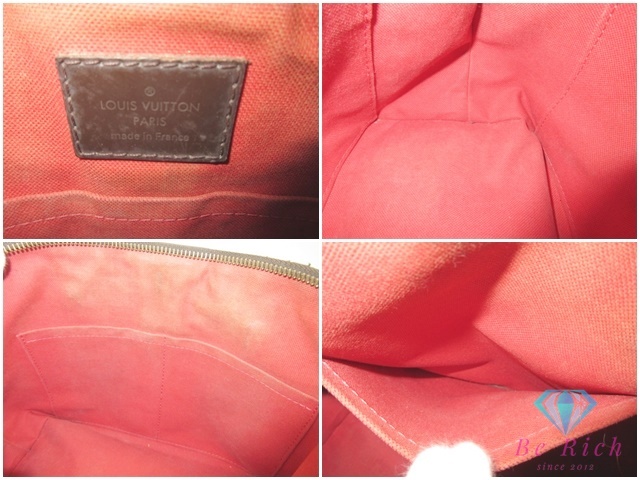 ®
LOUIS VUITTON
PARIS
made in France
Be Rich
since 2012